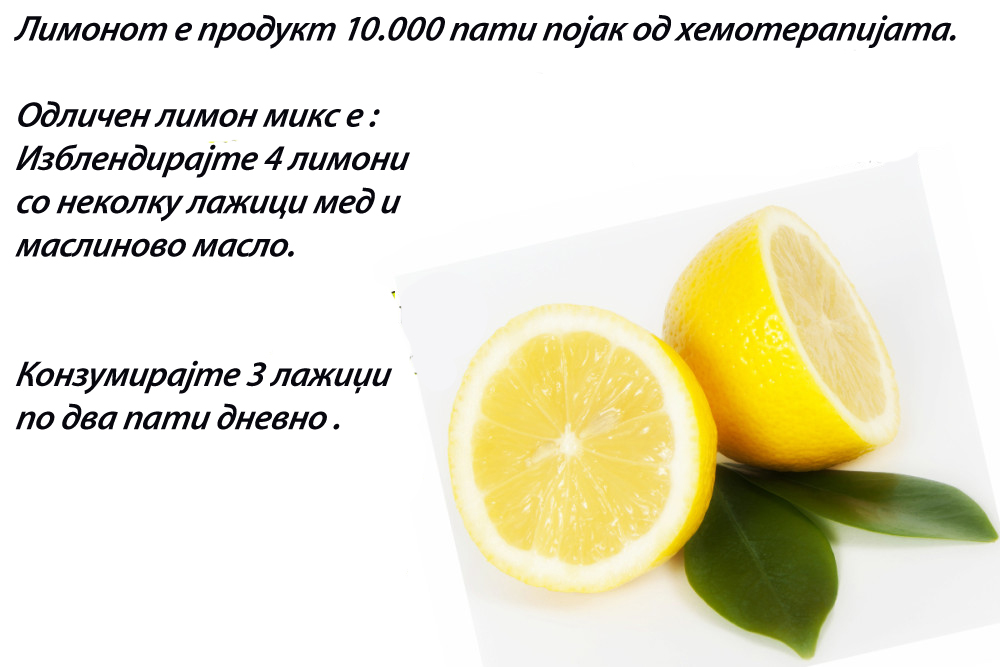 Лимонот е продукт 10.000 пати појак од хемотерапијата.
Одличен лимон микс е :
Изблендирајте 4 лимони
со неколку лажици мед и
маслиново масло.
Конзумирајте 3 лажиџи
по два пати дневно .